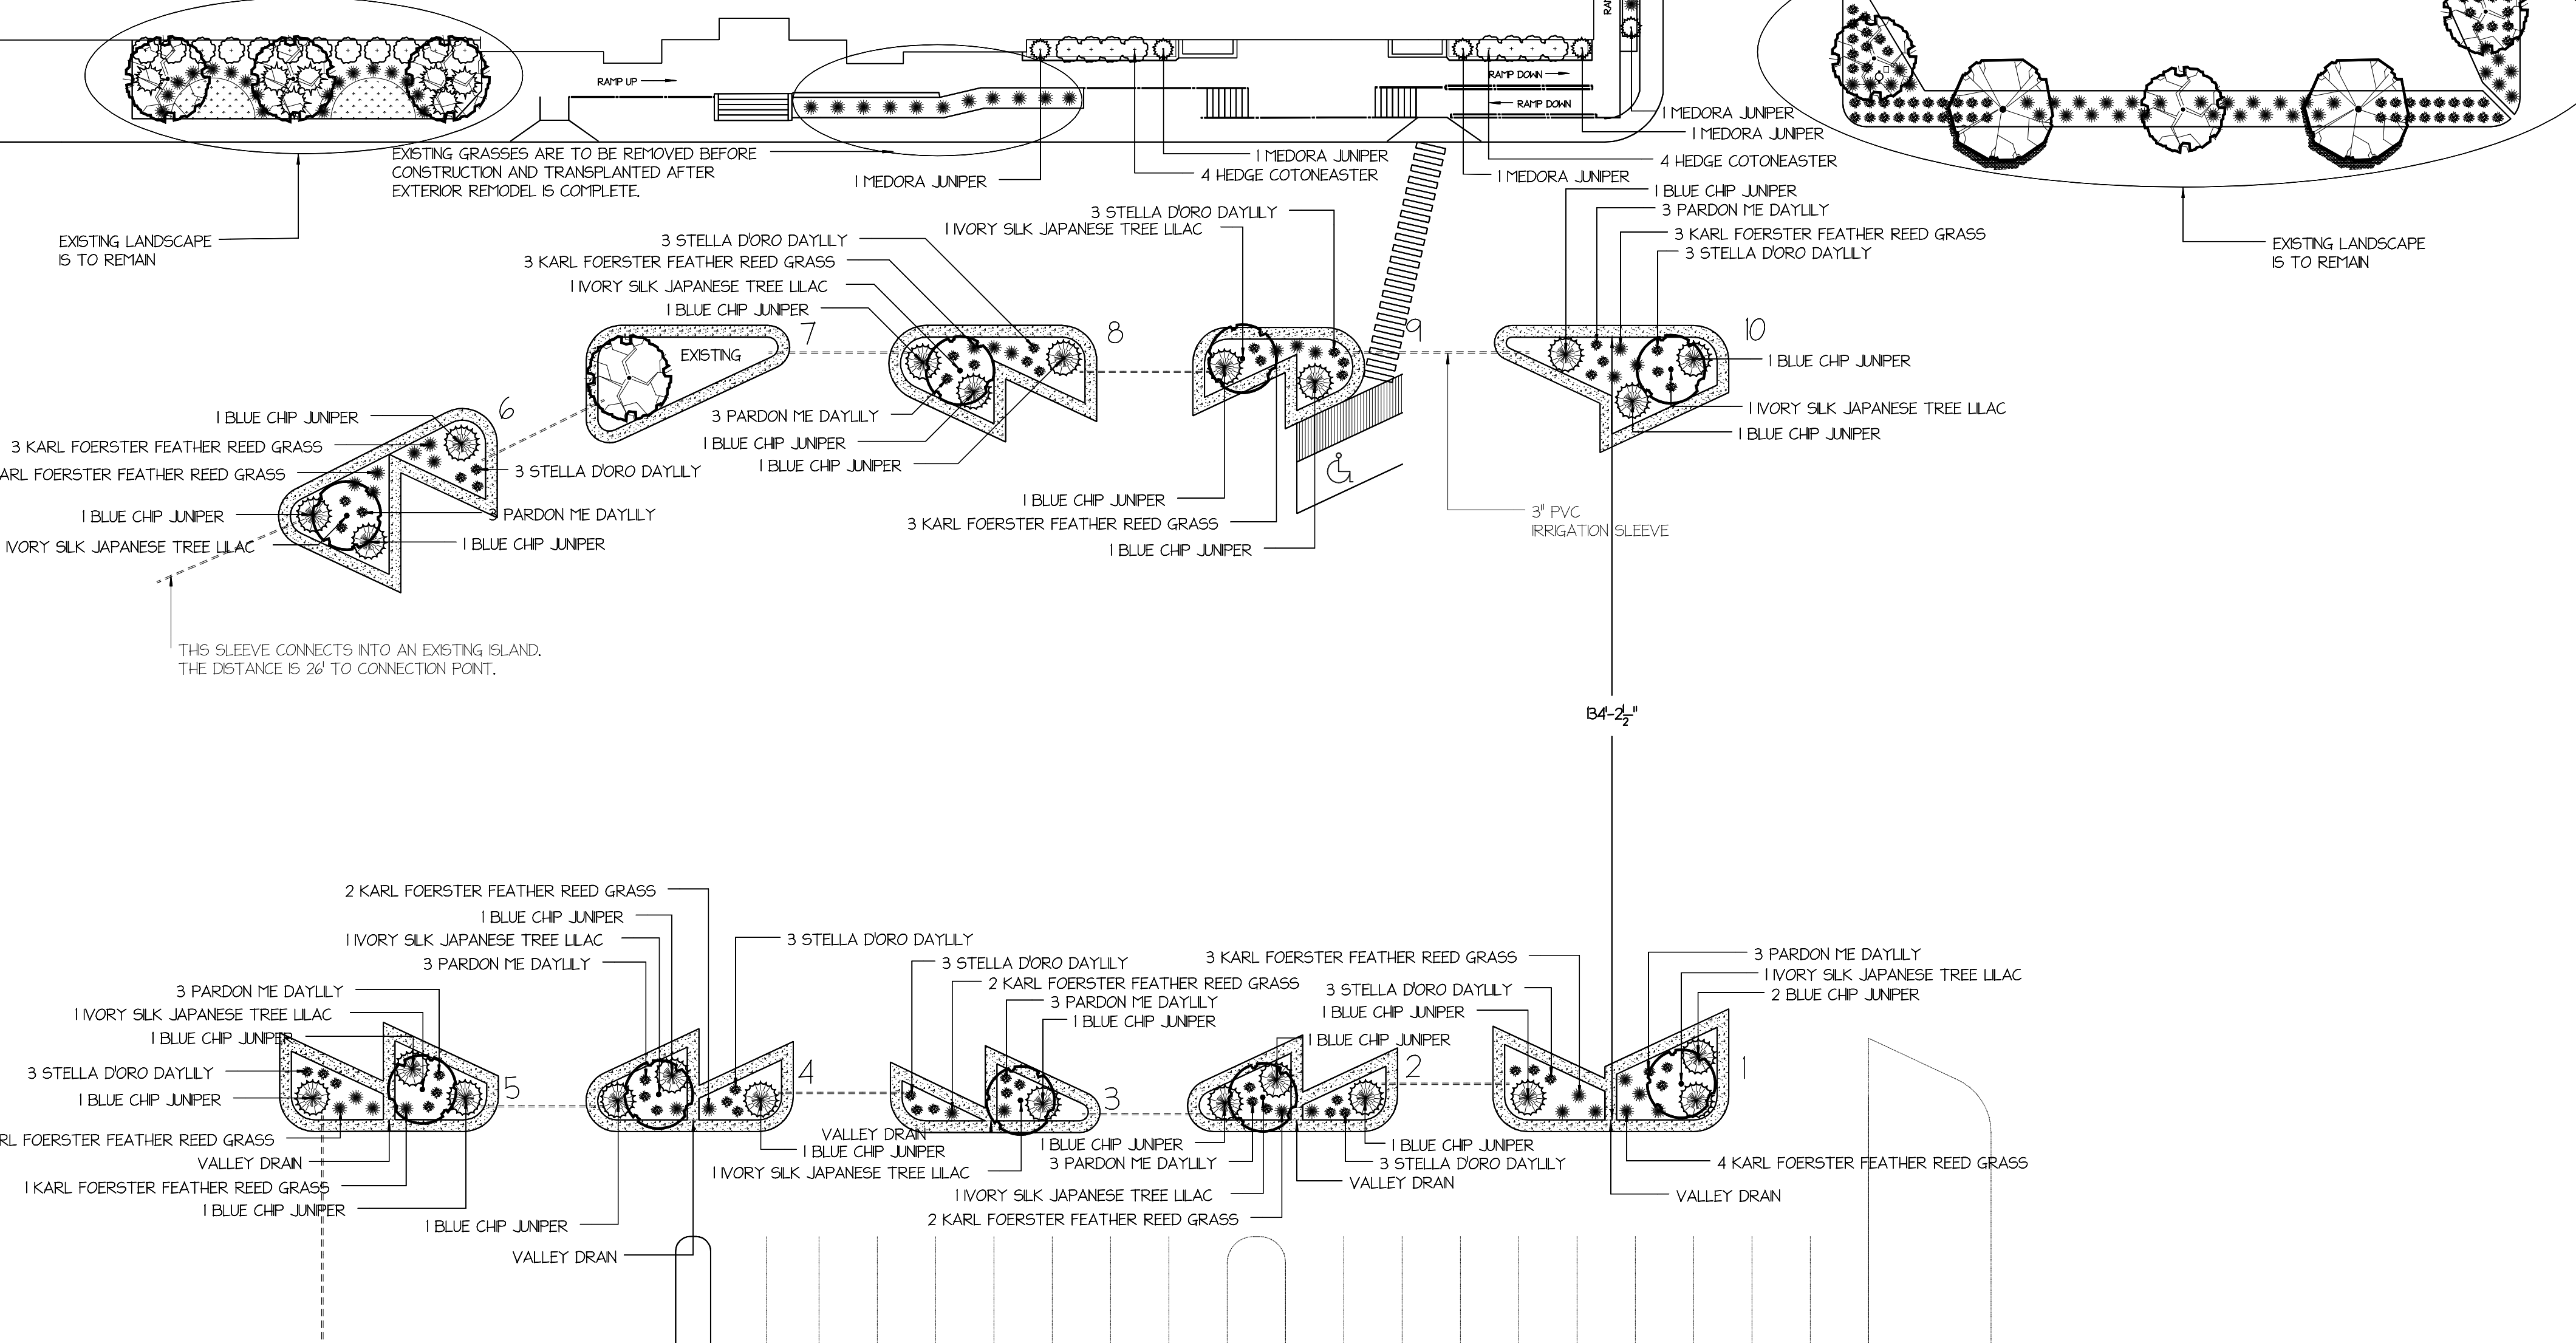 RAMP UP
RAMP DOWN
RAMP DOWN
1 MEDORA JUNIPER
1 MEDORA JUNIPER
4 HEDGE COTONEASTER
1 MEDORA JUNIPER
1 MEDORA JUNIPER
4 HEDGE COTONEASTER
1 MEDORA JUNIPER
EXISTING GRASSES ARE TO BE REMOVED BEFORE
CONSTRUCTION AND TRANSPLANTED AFTER
EXTERIOR REMODEL IS COMPLETE.
EXISTING LANDSCAPE
IS TO REMAIN
EXISTING LANDSCAPE
IS TO REMAIN
1 BLUE CHIP JUNIPER
3 PARDON ME DAYLILY
3 KARL FOERSTER FEATHER REED GRASS
3 STELLA D'ORO DAYLILY
3 STELLA D'ORO DAYLILY
1 IVORY SILK JAPANESE TREE LILAC
3 STELLA D'ORO DAYLILY
3 KARL FOERSTER FEATHER REED GRASS
1 IVORY SILK JAPANESE TREE LILAC
1 BLUE CHIP JUNIPER
7
8
9
10
EXISTING
1 BLUE CHIP JUNIPER
1 IVORY SILK JAPANESE TREE LILAC
1 BLUE CHIP JUNIPER
3 PARDON ME DAYLILY
1 BLUE CHIP JUNIPER
1 BLUE CHIP JUNIPER
6
1 BLUE CHIP JUNIPER
3 KARL FOERSTER FEATHER REED GRASS
ARL FOERSTER FEATHER REED GRASS
3 STELLA D'ORO DAYLILY
1 BLUE CHIP JUNIPER
3 PARDON ME DAYLILY
IVORY SILK JAPANESE TREE LILAC
1 BLUE CHIP JUNIPER
1 BLUE CHIP JUNIPER
3 KARL FOERSTER FEATHER REED GRASS
1 BLUE CHIP JUNIPER
3" PVC
IRRIGATION SLEEVE
THIS SLEEVE CONNECTS INTO AN EXISTING ISLAND.
THE DISTANCE IS 26' TO CONNECTION POINT.
134'-2½"
2 KARL FOERSTER FEATHER REED GRASS
1 BLUE CHIP JUNIPER
1 IVORY SILK JAPANESE TREE LILAC
3 PARDON ME DAYLILY
3 STELLA D'ORO DAYLILY
3 STELLA D'ORO DAYLILY
2 KARL FOERSTER FEATHER REED GRASS
3 PARDON ME DAYLILY
1 BLUE CHIP JUNIPER
3 KARL FOERSTER FEATHER REED GRASS
3 STELLA D'ORO DAYLILY
1 BLUE CHIP JUNIPER
1 BLUE CHIP JUNIPER
3 PARDON ME DAYLILY
1 IVORY SILK JAPANESE TREE LILAC
2 BLUE CHIP JUNIPER
3 PARDON ME DAYLILY
1 IVORY SILK JAPANESE TREE LILAC
1 BLUE CHIP JUNIPER
3 STELLA D'ORO DAYLILY
1 BLUE CHIP JUNIPER
5
4
3
2
1
RL FOERSTER FEATHER REED GRASS
VALLEY DRAIN
1 KARL FOERSTER FEATHER REED GRASS
1 BLUE CHIP JUNIPER
1 BLUE CHIP JUNIPER
VALLEY DRAIN
VALLEY DRAIN
1 BLUE CHIP JUNIPER
1 IVORY SILK JAPANESE TREE LILAC
1 BLUE CHIP JUNIPER
3 PARDON ME DAYLILY
1 IVORY SILK JAPANESE TREE LILAC
2 KARL FOERSTER FEATHER REED GRASS
1 BLUE CHIP JUNIPER
3 STELLA D'ORO DAYLILY
VALLEY DRAIN
4 KARL FOERSTER FEATHER REED GRASS
VALLEY DRAIN